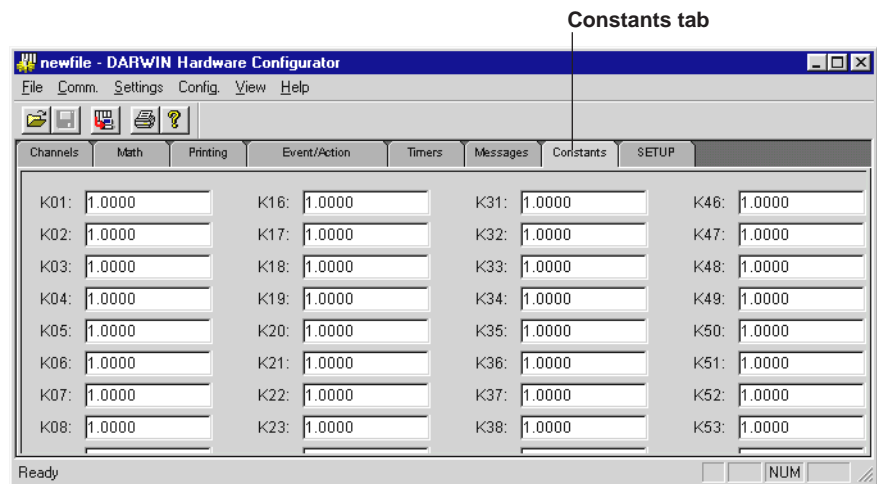 Constants tab
newfile - DARWIN Hardware Configurator
File Comm. Settings Config. View Help
Channels Math Printing Event/Action Timers Messages Constants SETUP
K01: 1.0000 K16: 1.0000 K31: 1.0000 K46: 1.0000
K02: 1.0000 K17: 1.0000 K32: 1.0000 K47: 1.0000
K03: 1.0000 K18: 1.0000 K33: 1.0000 K48: 1.0000
K04: 1.0000 K19: 1.0000 K34: 1.0000 K49: 1.0000
K05: 1.0000 K20: 1.0000 K35: 1.0000 K50: 1.0000
K06: 1.0000 K21: 1.0000 K36: 1.0000 K51: 1.0000
K07: 1.0000 K22: 1.0000 K37: 1.0000 K52: 1.0000
K08: 1.0000 K23: 1.0000 K38: 1.0000 K53: 1.0000
Ready NUM